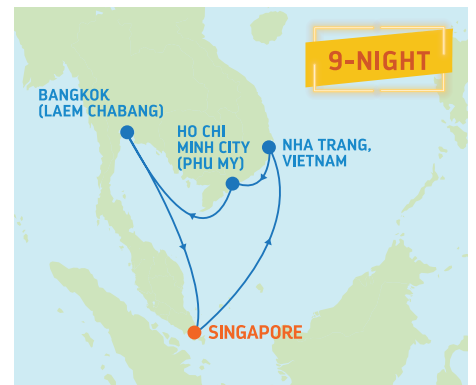 9-NIGHT
BANGKOK
(LAEM CHABANG)
HO CHI
MINH CITY
(PHU MY)
NHA TRANG,
VIETNAM
SINGAPORE